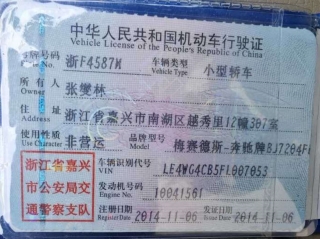 中华人民共和国机动车行驶证
Vehicle License of the People's Republic of China
号牌号码 浙F4587W 车辆类型 小型轿车
Vehicle Type
所有人 张燮林
Owner
住址 浙江省嘉兴市南湖区越秀里12幢307室
Address
使用性质 非营运 品牌型号 梅赛德斯-奔驰牌BJ7204F
Use Character Model
浙江省嘉兴
市公安局交
通警察支队
车辆识别代号 LE4WG4CB5FL007053
VIN
发动机号码 10041561
Engine No.
注册日期 2014-11-06 发证日期 2014-11-06
Register Date Issue Date